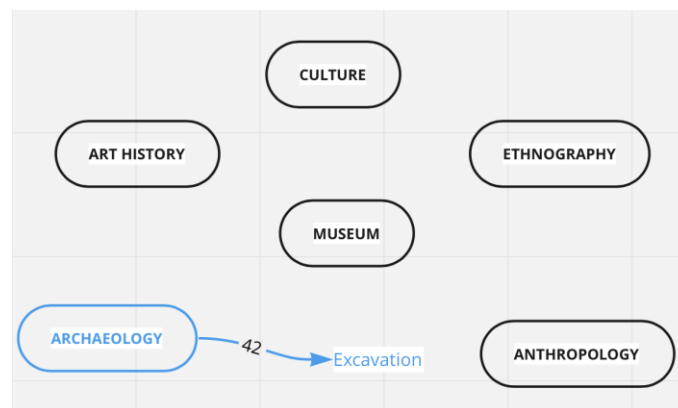 CULTURE
ART HISTORY
ETHNOGRAPHY
MUSEUM
ARCHAEOLOGY
42
Excavation
ANTHROPOLOGY